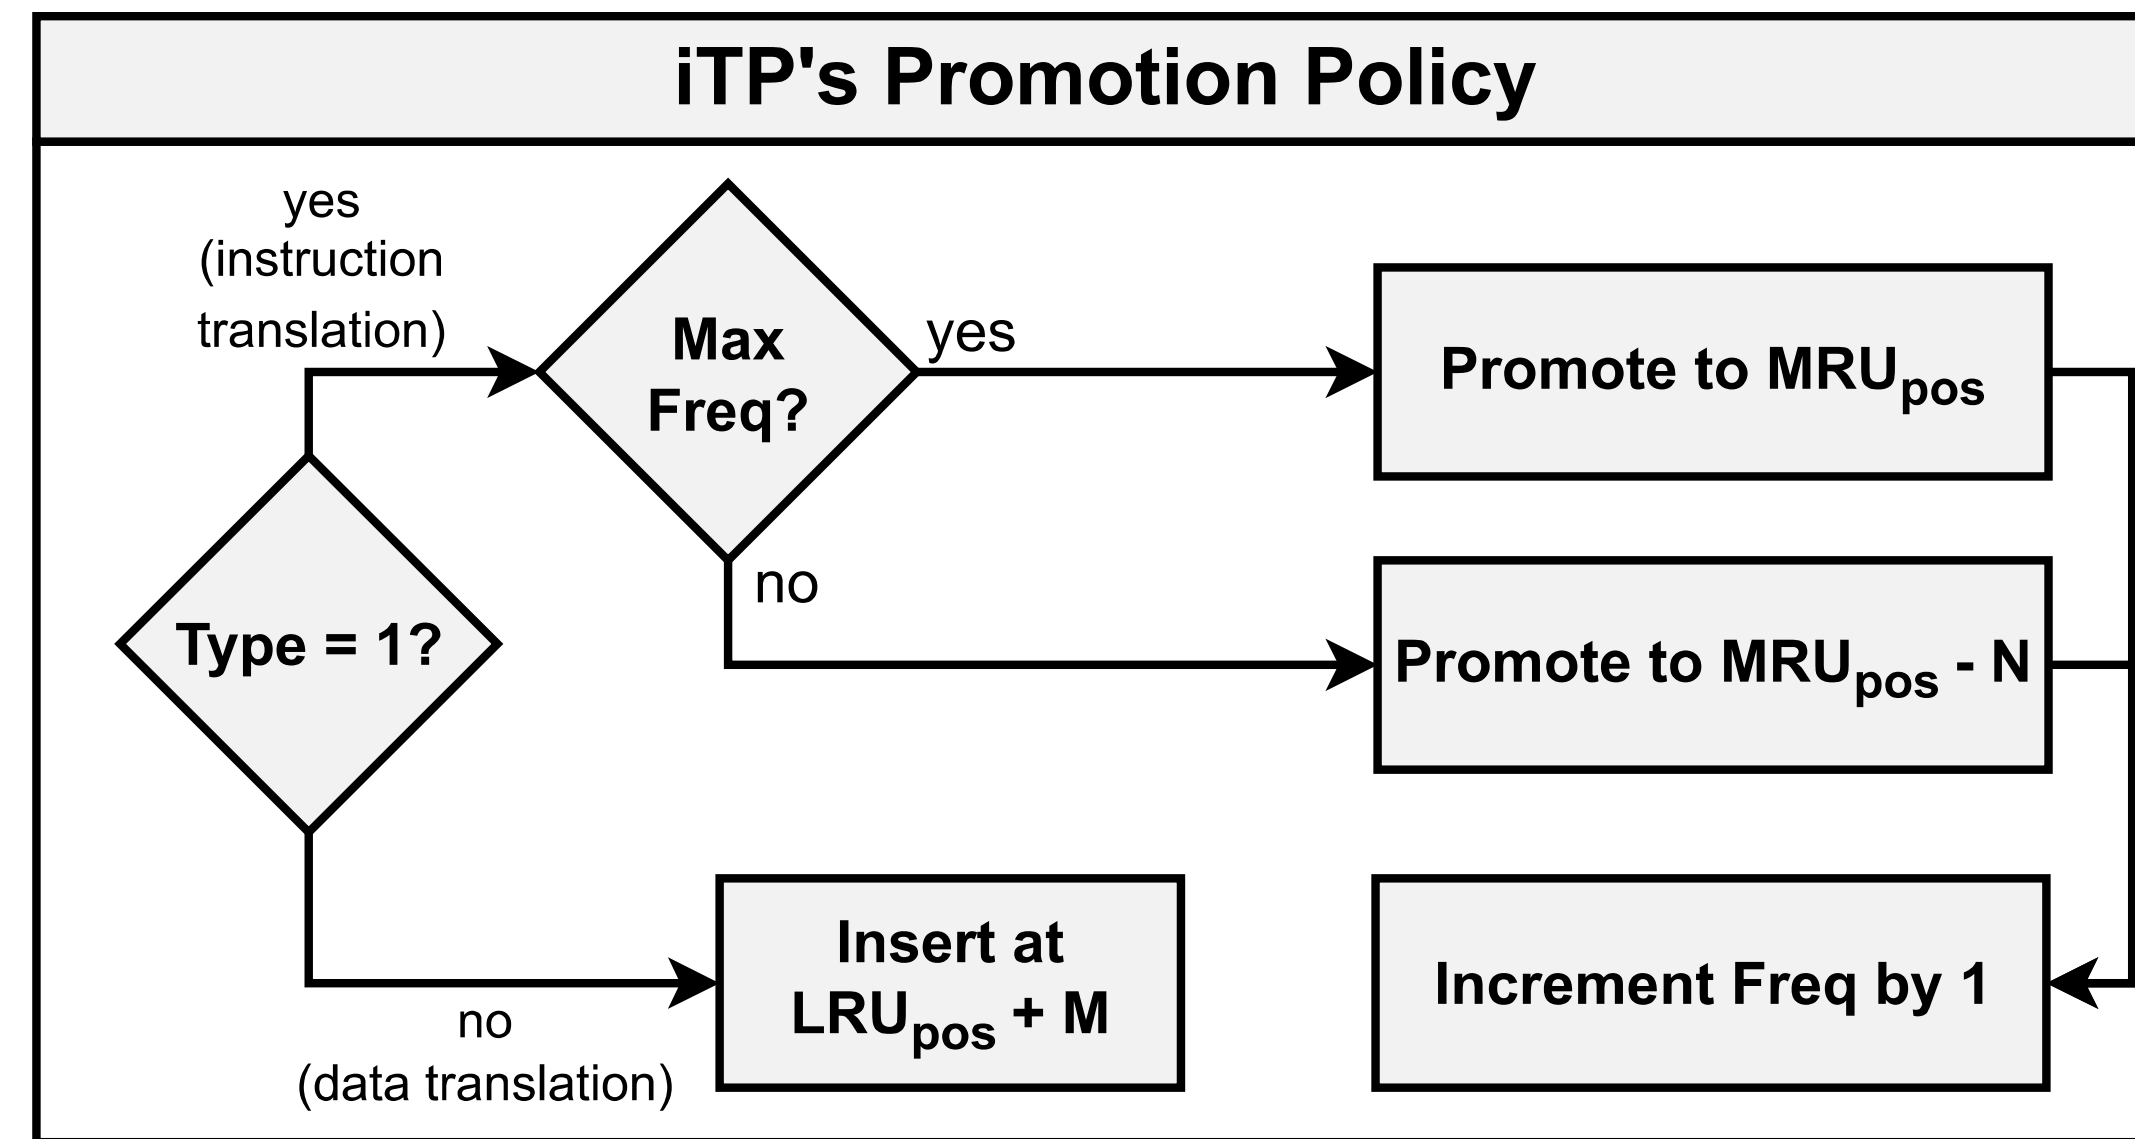 iTP's Promotion Policy
yes
(instruction
translation)
Max
Freq?
yes
Promote to MRUpos
no
Promote to MRUpos - N
Type = 1?
no
(data translation)
Insert at
LRUpos + M
Increment Freq by 1